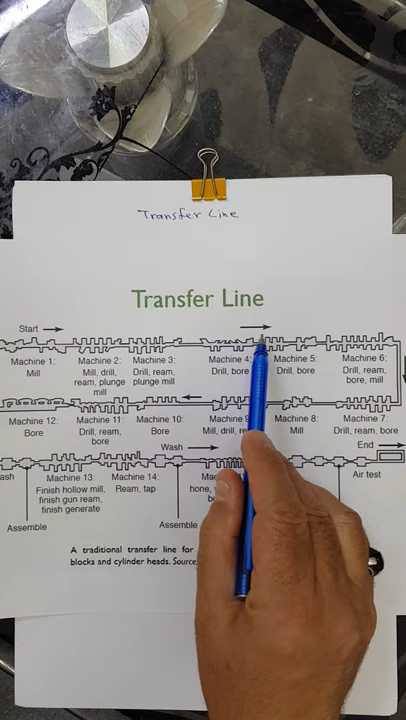 Transfer Line
Transfer Line
Start
Machine 1:
Mill
Machine 2:
Mill, drill,
ream, plunge
mill
Machine 3:
Drill, ream,
plunge mill
Machine 4:
Drill, bore
Machine 5:
Drill, bore
Machine 6:
Drill, ream,
bore, mill
Machine 12:
Bore
Machine 11:
Drill, ream,
bore
Machine 10:
Bore
Machine
Mill, drill,
Machine 8:
Mill
Machine 7:
Drill, ream, bore
Wash
End
Machine 13:
Finish hollow mill,
finish gun ream,
finish generate
Machine 14:
Ream, tap
hone,
Air test
Assemble
Assemble
A traditional transfer line for
blocks and cylinder heads. Source: